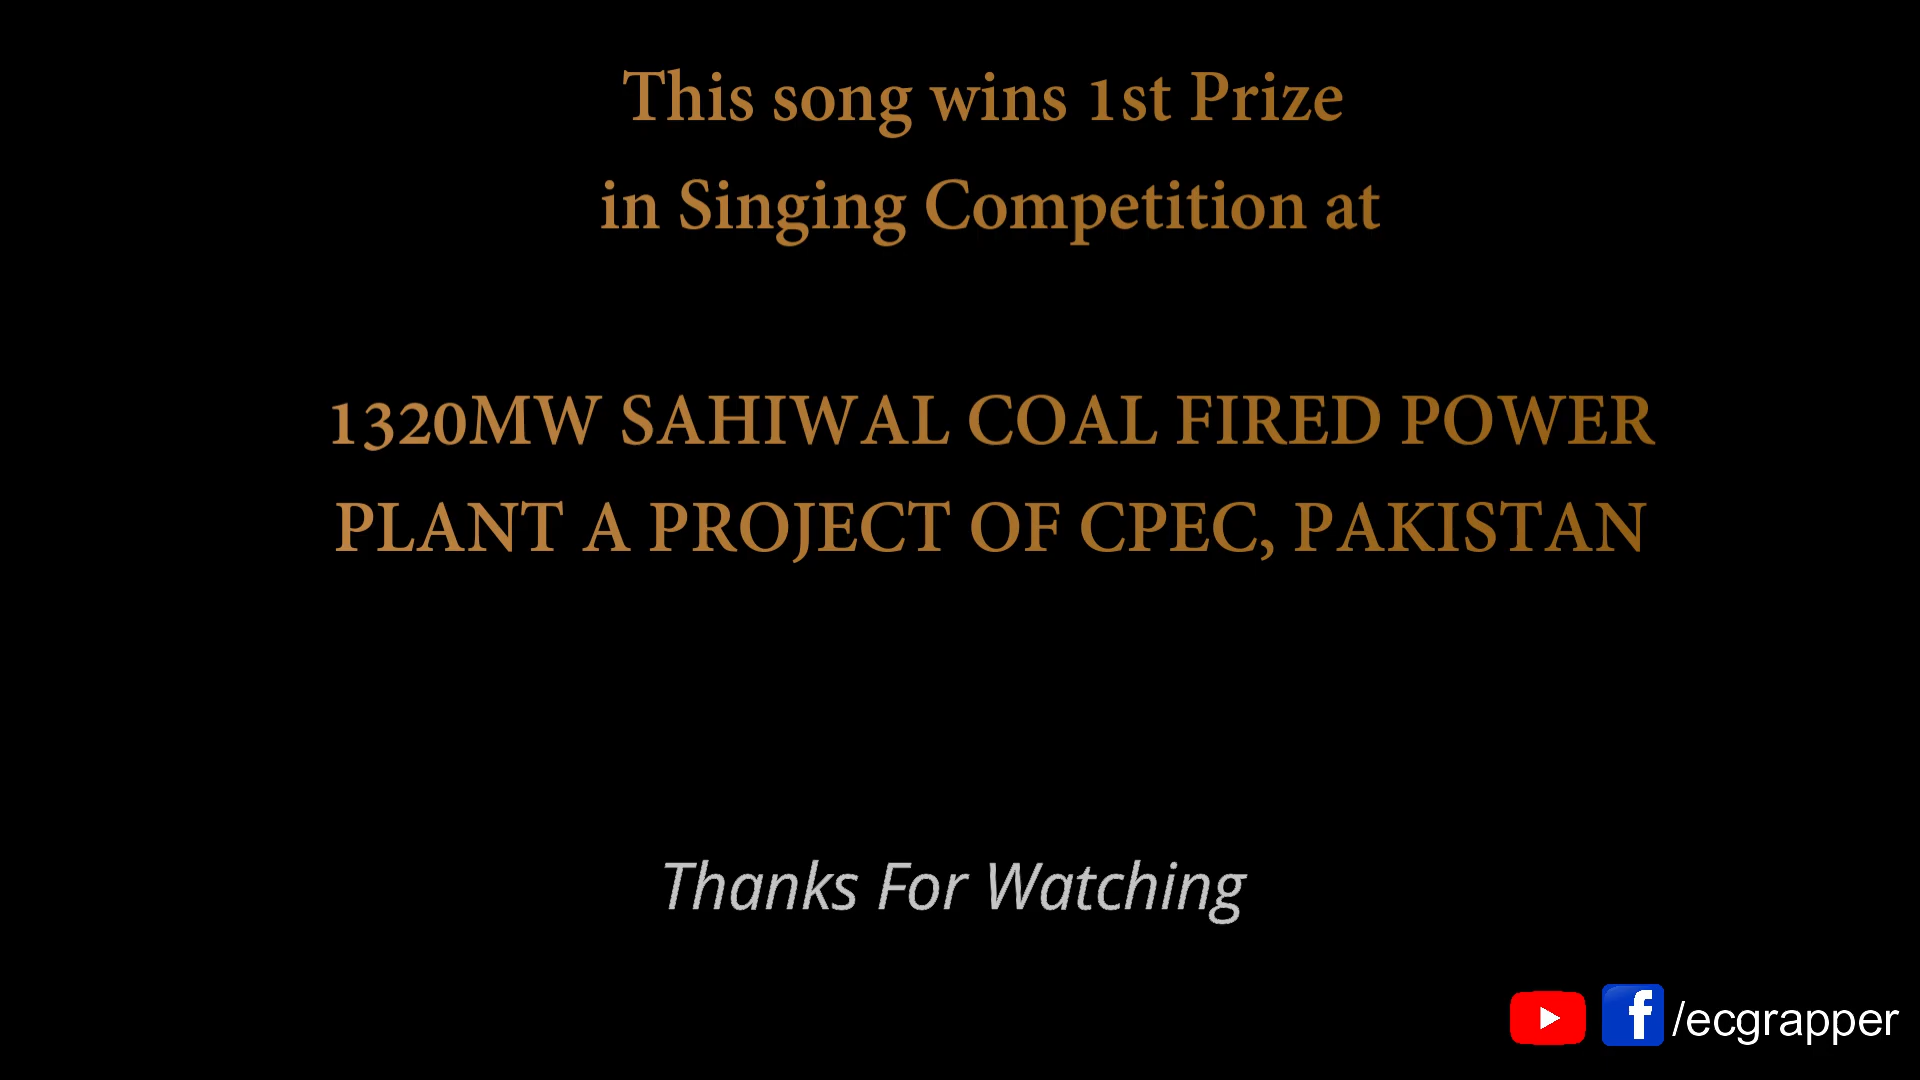 This song wins 1st Prize
in Singing Competition at
1320MW SAHIWAL COAL FIRED POWER
PLANT A PROJECT OF CPEC, PAKISTAN
Thanks For Watching
/ecgrapper